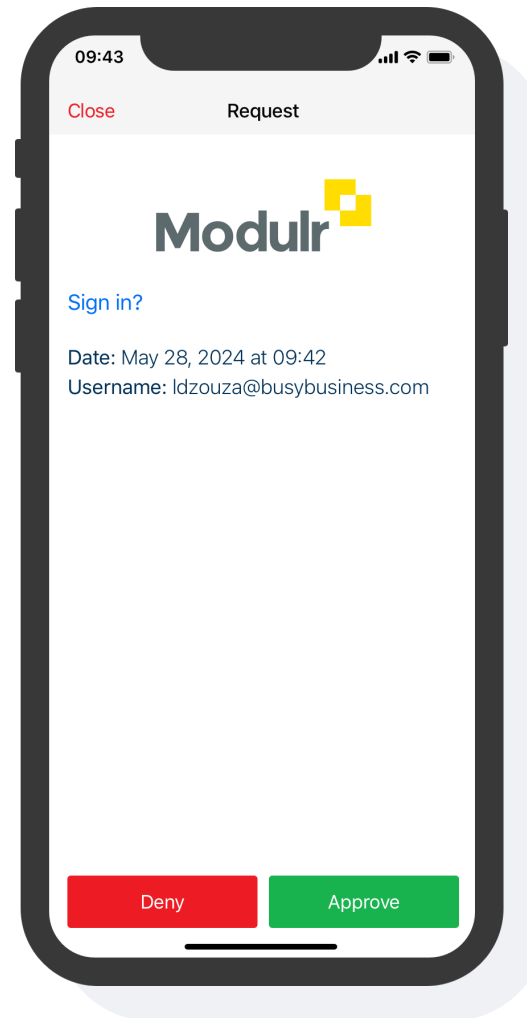 09:43
Close Request
Modulr
Sign in?
Date: May 28, 2024 at 09:42
Username: ldzouza@busybusiness.com
Deny Approve